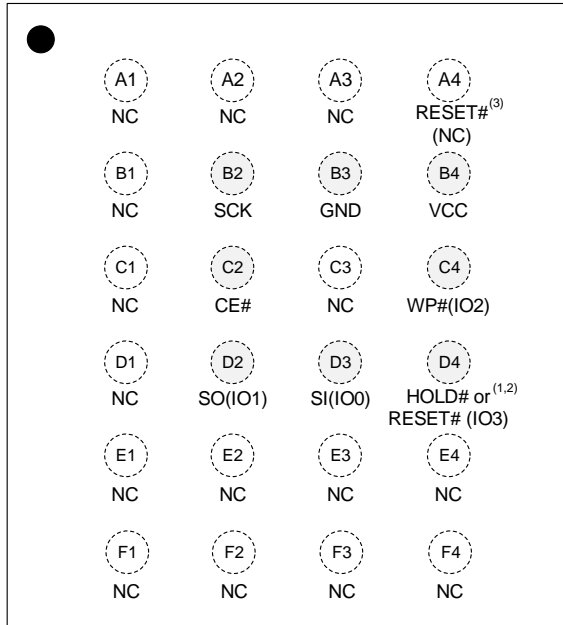 A1 A2 A3 A4
NC NC NC RESET#(3)
(NC)
B1 B2 B3 B4
NC SCK GND VCC
C1 C2 C3 C4
NC CE# NC WP#(IO2)
D1 D2 D3 D4
NC SO(IO1) SI(IO0) HOLD# or(1,2)
RESET# (IO3)
E1 E2 E3 E4
NC NC NC NC
F1 F2 F3 F4
NC NC NC NC